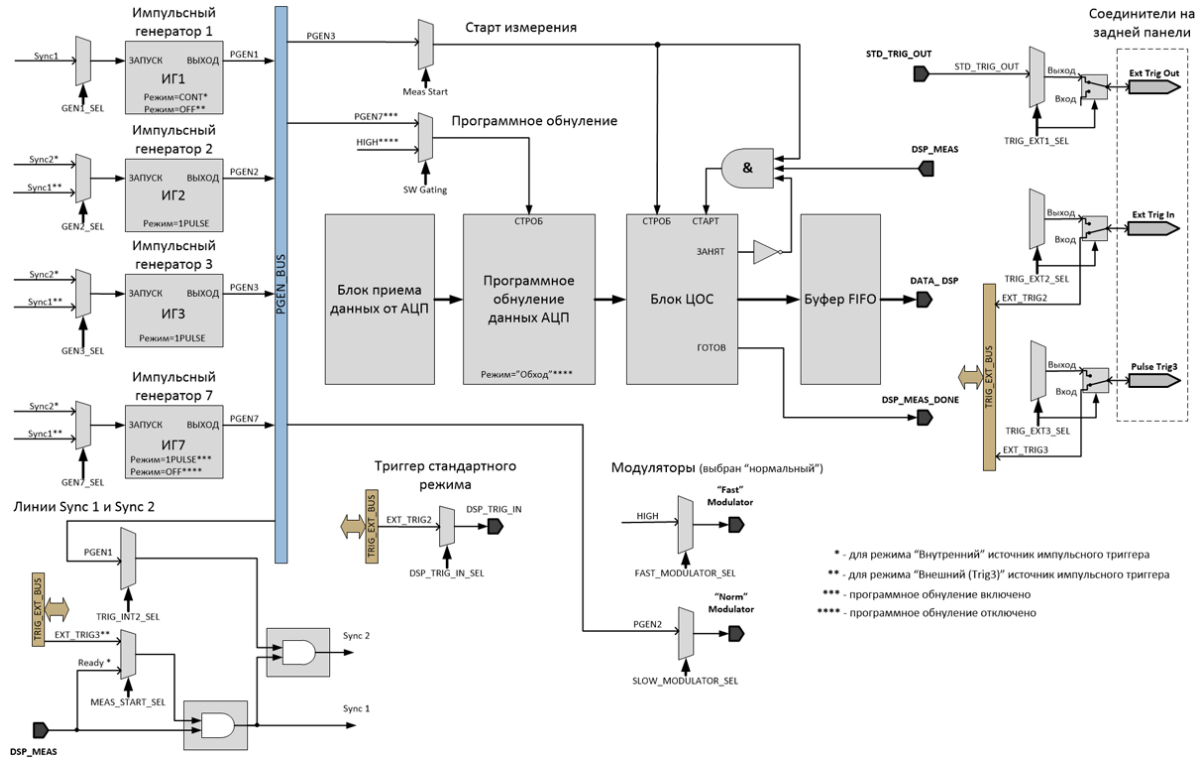 Импульсный
генератор 1
Sync1
GEN1_SEL
ЗАПУСК ВЫХОД
ИГ1
Режим=CONT*
Режим=OFF**
PGEN1
Импульсный
генератор 2
Sync2*
Sync1**
GEN2_SEL
ЗАПУСК ВЫХОД
ИГ2
Режим=1PULSE
PGEN2
Импульсный
генератор 3
Sync2*
Sync1**
GEN3_SEL
ЗАПУСК ВЫХОД
ИГ3
Режим=1PULSE
PGEN3
Импульсный
генератор 7
Sync2*
Sync1**
GEN7_SEL
ЗАПУСК ВЫХОД
ИГ7
Режим=1PULSE***
Режим=OFF****
PGEN7
PGEN_BUS
PGEN3
Старт измерения
Meas Start
PGEN7***
HIGH****
Программное обнуление
SW Gating
Блок приема
данных от АЦП
СТРОБ
Программное
обнуление
данных АЦП
Режим="Обход"****
СТРОБ СТАРТ
ЗАНЯТ
Блок ЦОС
ГОТОВ
&
Буфер FIFO
DSP_MEAS
DATA_DSP
DSP_MEAS_DONE
Соединители на
задней панели
STD_TRIG_OUT
STD_TRIG_OUT
Выход
Вход
TRIG_EXT1_SEL
Ext Trig Out
Выход
Вход
TRIG_EXT2_SEL
Ext Trig In
EXT_TRIG2
TRIG_EXT_BUS
Выход
Вход
TRIG_EXT3_SEL
Pulse Trig3
EXT_TRIG3
Линии Sync 1 и Sync 2
PGEN1
TRIG_INT2_SEL
TRIG_EXT_BUS
EXT_TRIG3**
Ready *
MEAS_START_SEL
DSP_MEAS
Sync 2
Sync 1
Триггер стандартного
режима
TRIG_EXT_BUS
EXT_TRIG2
DSP_TRIG_IN
DSP_TRIG_IN_SEL
Модуляторы (выбран “нормальный”)
HIGH
“Fast”
Modulator
FAST_MODULATOR_SEL
PGEN2
“Norm”
Modulator
SLOW_MODULATOR_SEL
* - для режима “Внутренний” источник импульсного триггера
** - для режима “Внешний (Trig3)” источник импульсного триггера
*** - программное обнуление включено
**** - программное обнуление отключено